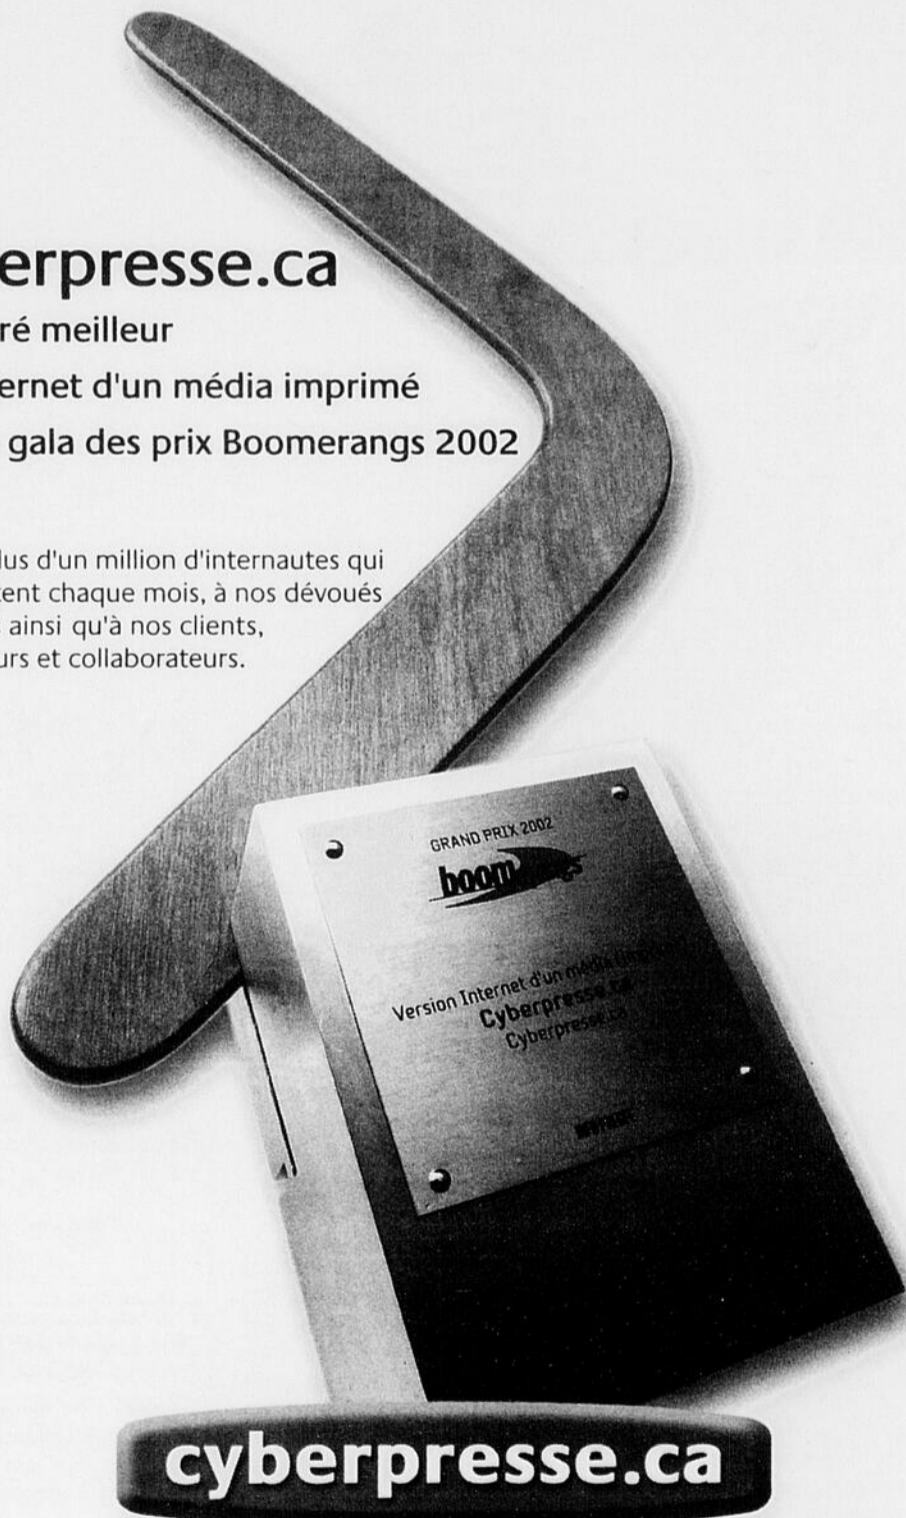 erpresse.ca
ré meilleur
ernet d'un média imprimé
gala des prix Boomerangs 2002
lus d'un million d'internautes qui
ent chaque mois, à nos dévoués
ainsi qu'à nos clients,
urs et collaborateurs.
GRAND PRIX 2002
boom
Version Internet d'un média
Cyberpresse.ca
Cyberpresse.ca
cyberpresse.ca